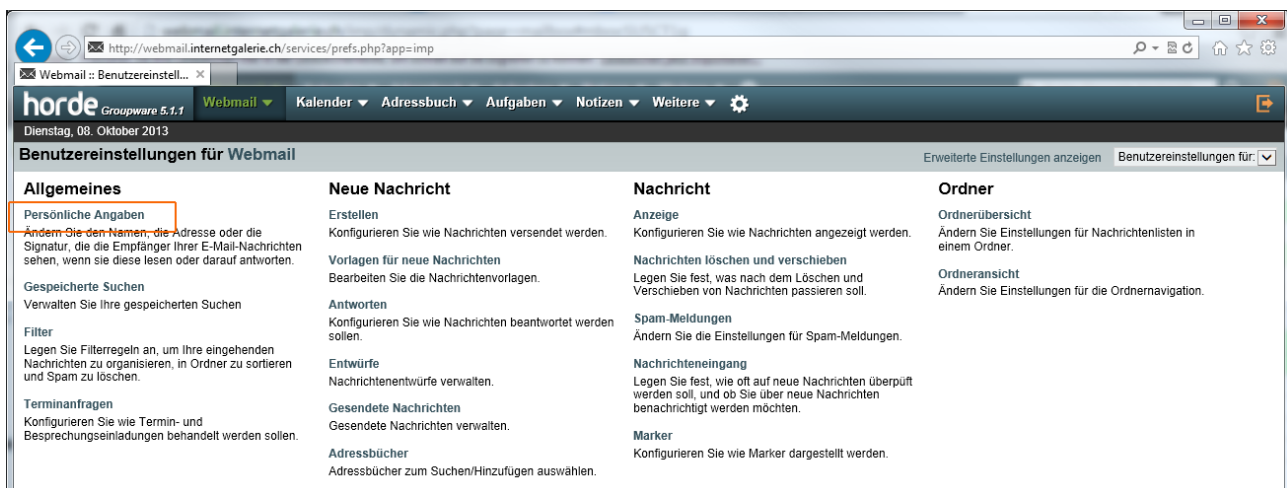 http://webmail.internetgalerie.ch/services/prefs.php?app=imp
Webmail :: Benutzereinstell...
horde Groupware 5.1.1 Webmail Kalender Adressbuch Aufgaben Notizen Weitere
Dienstag, 08. Oktober 2013
Benutzereinstellungen für Webmail
Erweiterte Einstellungen anzeigen
Benutzereinstellungen für:
Allgemeines
Persönliche Angaben
Ändern Sie den Namen, die Adresse oder die
Signatur, die die Empfänger Ihrer E-Mail-Nachrichten
sehen, wenn sie diese lesen oder darauf antworten.
Gespeicherte Suchen
Verwalten Sie Ihre gespeicherten Suchen
Filter
Legen Sie Filterregeln an, um Ihre eingehenden
Nachrichten zu organisieren, in Ordner zu sortieren
und Spam zu löschen.
Terminanfragen
Konfigurieren Sie wie Termin- und
Besprechungseinladungen behandelt werden sollen.
Neue Nachricht
Erstellen
Konfigurieren Sie wie Nachrichten versendet werden.
Vorlagen für neue Nachrichten
Bearbeiten Sie die Nachrichtenvorlagen.
Antworten
Konfigurieren Sie wie Nachrichten beantwortet werden
sollen.
Entwürfe
Nachrichtenentwürfe verwalten.
Gesendete Nachrichten
Gesendete Nachrichten verwalten.
Adressbücher
Adressbücher zum Suchen/Hinzufügen auswählen.
Nachricht
Anzeige
Konfigurieren Sie wie Nachrichten angezeigt werden.
Nachrichten löschen und verschieben
Legen Sie fest, was nach dem Löschen und
Verschieben von Nachrichten passieren soll.
Spam-Meldungen
Ändern Sie die Einstellungen für Spam-Meldungen.
Nachrichteneingang
Legen Sie fest, wie oft auf neue Nachrichten überpüft
werden soll, und ob Sie über neue Nachrichten
benachrichtigt werden möchten.
Marker
Konfigurieren Sie wie Marker dargestellt werden.
Ordner
Ordnerübersicht
Ändern Sie Einstellungen für Nachrichtenlisten in
einem Ordner.
Ordneransicht
Ändern Sie Einstellungen für die Ordnernavigation.